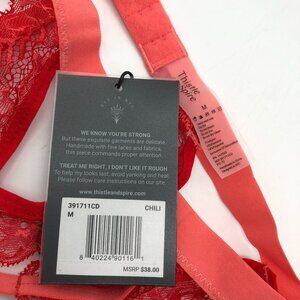 WE KNOW YOU'RE STRONG
But these exquisite garments are delicate.
Handmade with fine laces and fabrics,
this piece commands proper attention.
TREAT ME RIGHT, I DON'T LIKE IT ROUGH
To help my looks last, avoid yanking and heat.
Please follow care instructions on our site.
www.thistleandspire.com
391711CD
CHILI
M
8 40224 90116 1
MSRP $38.00
Thistle
and
Spire
M